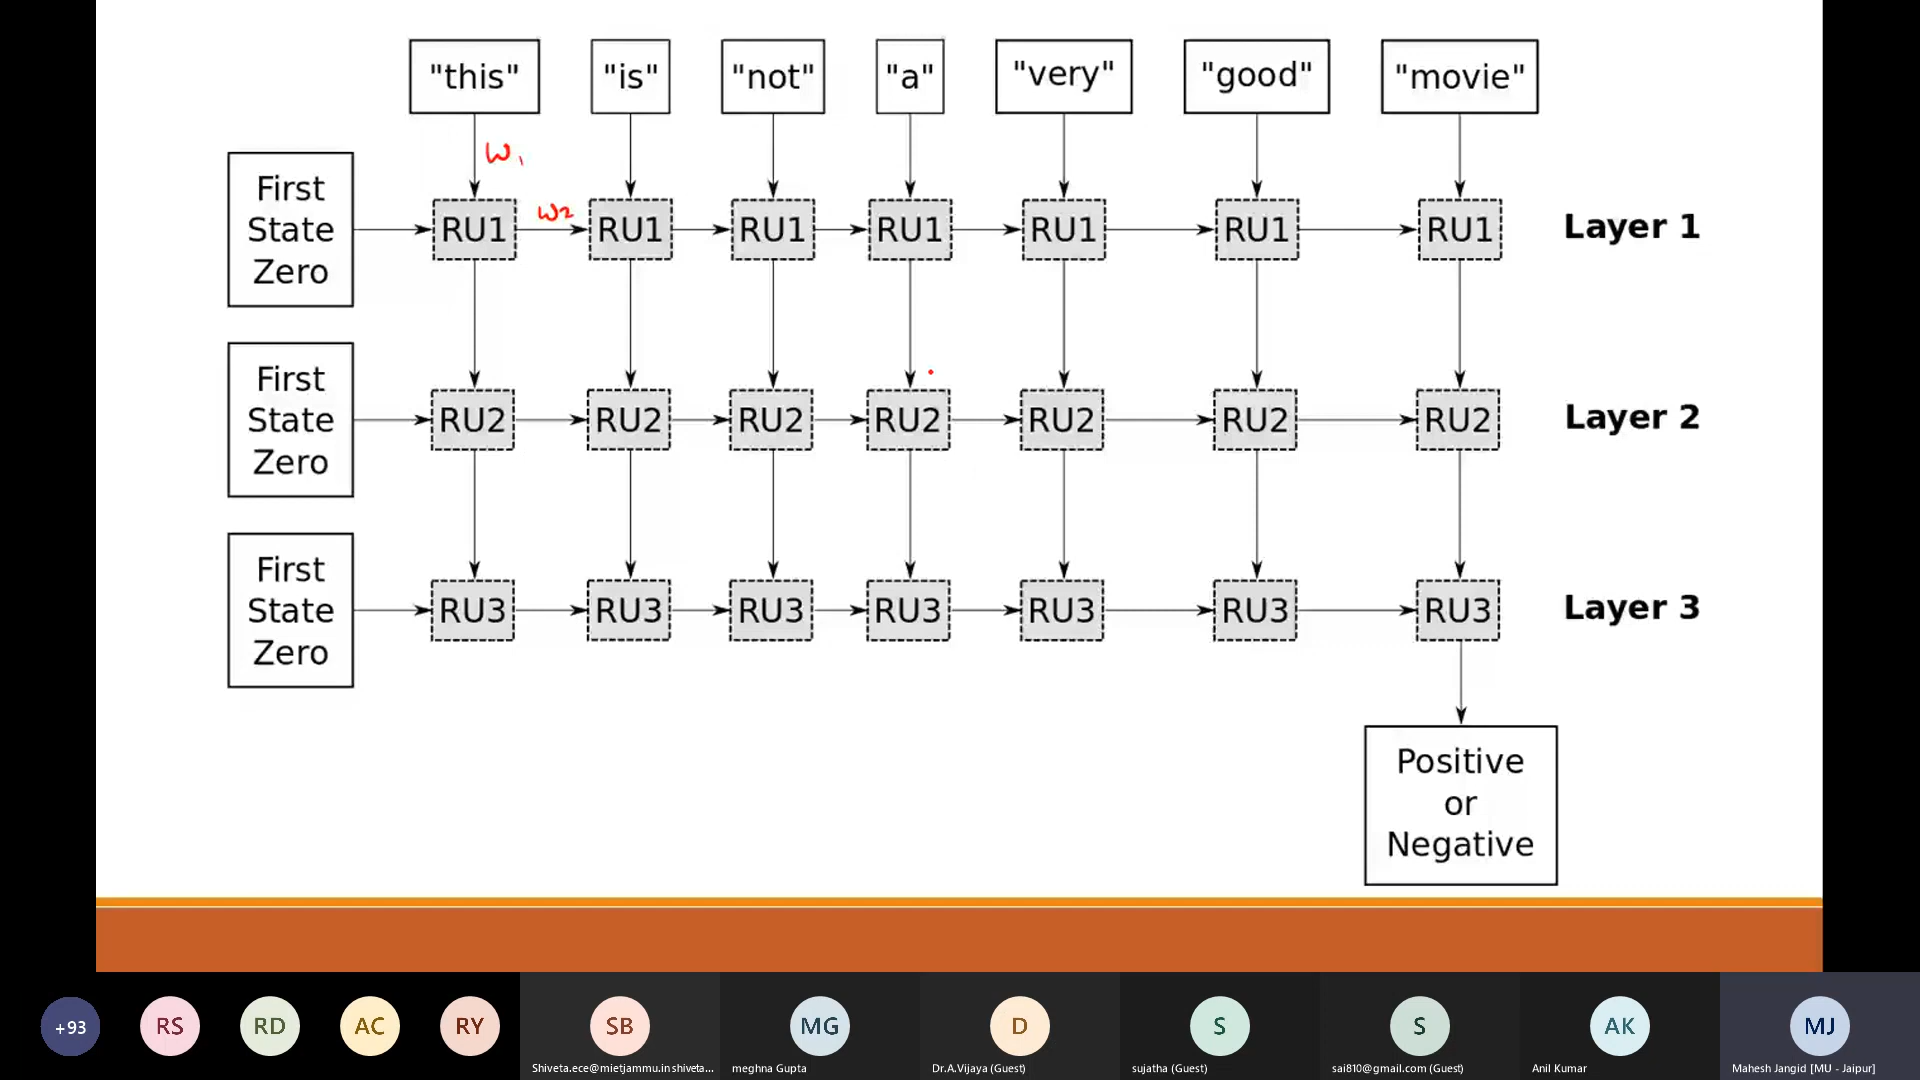 "this" "is" "not" "a" "very" "good" "movie"
W1
First
State
Zero
W2
RU1 RU1 RU1 RU1 RU1 RU1 RU1 Layer 1
First
State
Zero
RU2 RU2 RU2 RU2 RU2 RU2 RU2 Layer 2
First
State
Zero
RU3 RU3 RU3 RU3 RU3 RU3 RU3 Layer 3
Positive
or
Negative
+93 RS RD AC RY SB MG D S S AK MJ
Shiveta.ece@mietjammu.in shiveta... meghna Gupta Dr.A.Vijaya (Guest) sujatha (Guest) sai810@gmail.com (Guest) Anil Kumar Mahesh Jangid [MU - Jaipur]